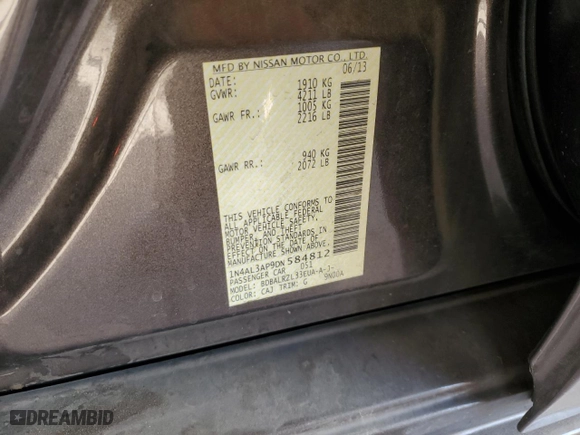 MFD BY NISSAN MOTOR CO., LTD.
DATE: 06/13
GVWR: 1910 KG
4211 LB
GAWR FR.: 1005 KG
2216 LB
GAWR RR.: 940 KG
2072 LB
THIS VEHICLE CONFORMS TO
ALL APPLICABLE FEDERAL
MOTOR VEHICLE SAFETY,
BUMPER, AND THEFT
PREVENTION STANDARDS IN
EFFECT ON THE DATE OF
MANUFACTURE SHOWN ABOVE.
1N4AL3AP9DN584812
PASSENGER CAR 051
MODEL: BDBALRZL33EUA-A-J-
COLOR: CAJ TRIM: G
DREAMBID